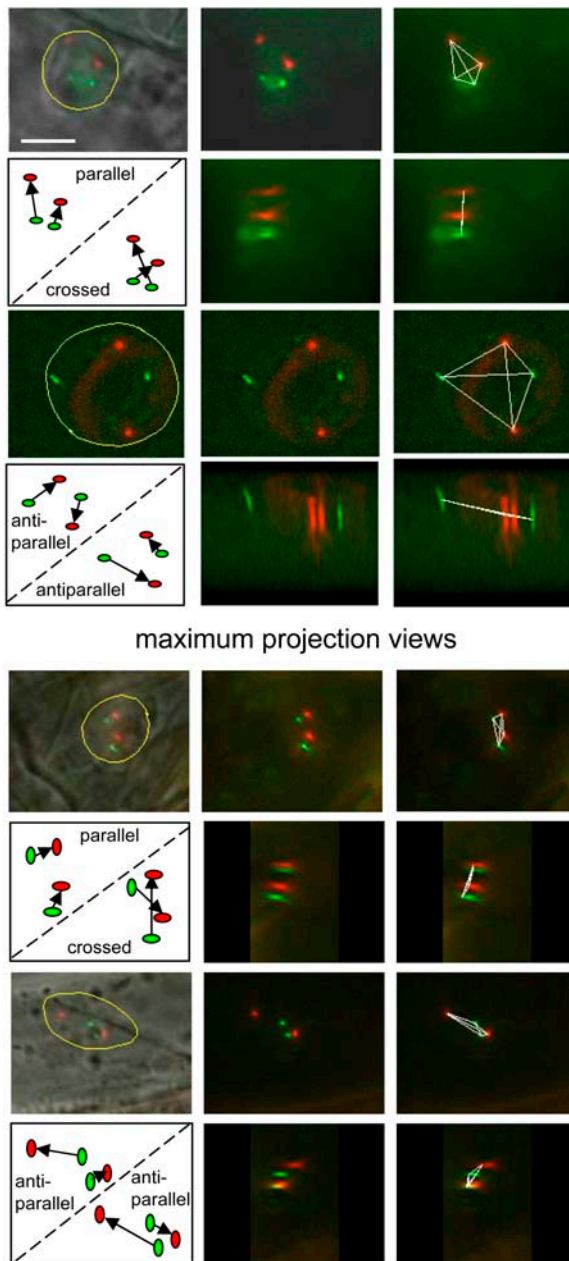 parallel
crossed
anti-
parallel
antiparallel
maximum projection views
parallel
crossed
anti-
parallel
anti-
parallel